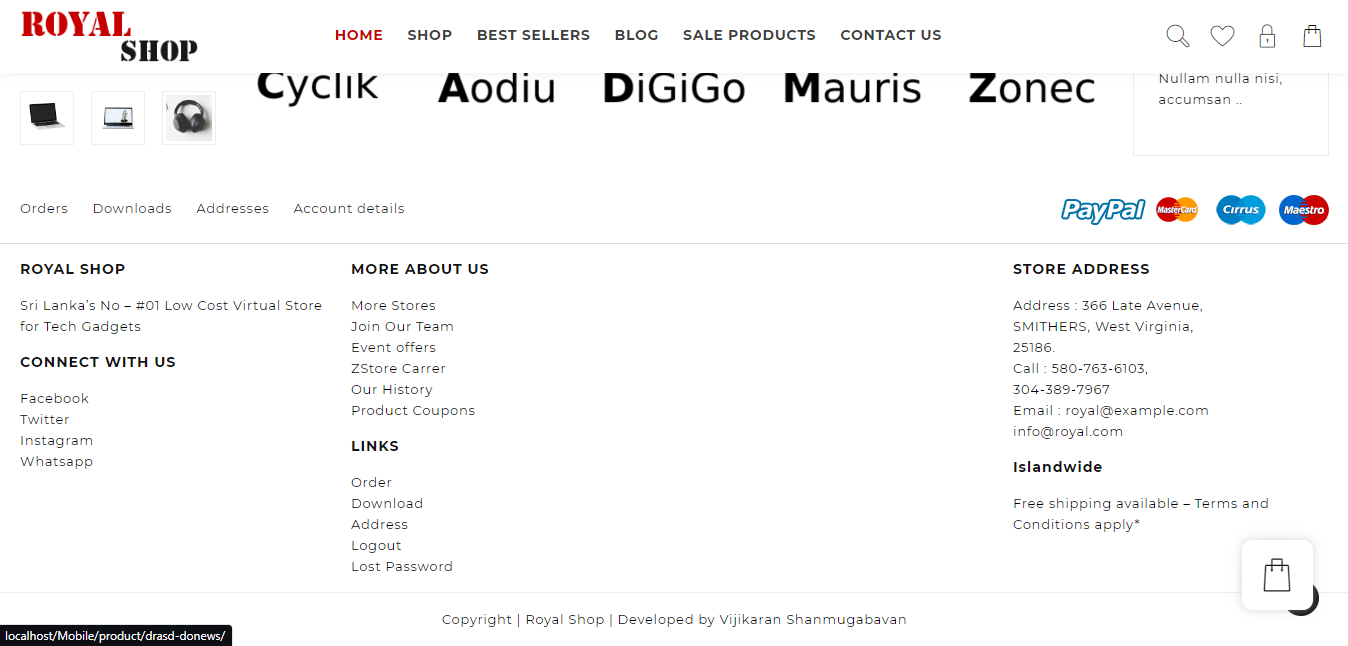 ROYAL
SHOP
HOME SHOP BEST SELLERS BLOG SALE PRODUCTS CONTACT US
Cyclik Aodiu DiGiGo Mauris Zonec
Nullam nulla nisi,
accumsan ..
Orders Downloads Addresses Account details
PayPal MasterCard Cirrus Maestro
ROYAL SHOP
Sri Lanka's No – #01 Low Cost Virtual Store
for Tech Gadgets
CONNECT WITH US
Facebook
Twitter
Instagram
Whatsapp
MORE ABOUT US
More Stores
Join Our Team
Event offers
ZStore Carrer
Our History
Product Coupons
LINKS
Order
Download
Address
Logout
Lost Password
STORE ADDRESS
Address : 366 Late Avenue,
SMITHERS, West Virginia,
25186.
Call : 580-763-6103,
304-389-7967
Email : royal@example.com
info@royal.com
Islandwide
Free shipping available – Terms and
Conditions apply*
Copyright | Royal Shop | Developed by Vijikaran Shanmugabavan
localhost/Mobile/product/drasd-donews/